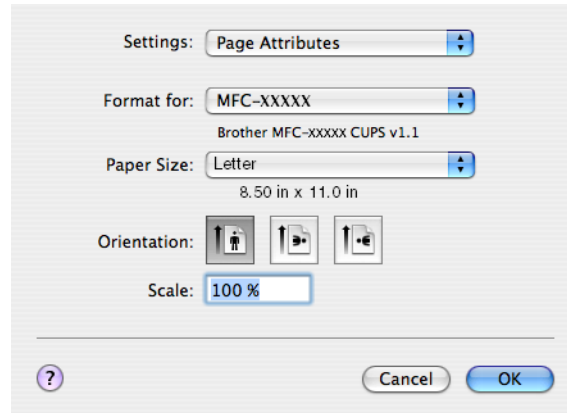 Settings: Page Attributes
Format for: MFC-XXXXX
Brother MFC-XXXXX CUPS v1.1
Paper Size: Letter
8.50 in x 11.0 in
Orientation:
Scale: 100 %
? Cancel OK